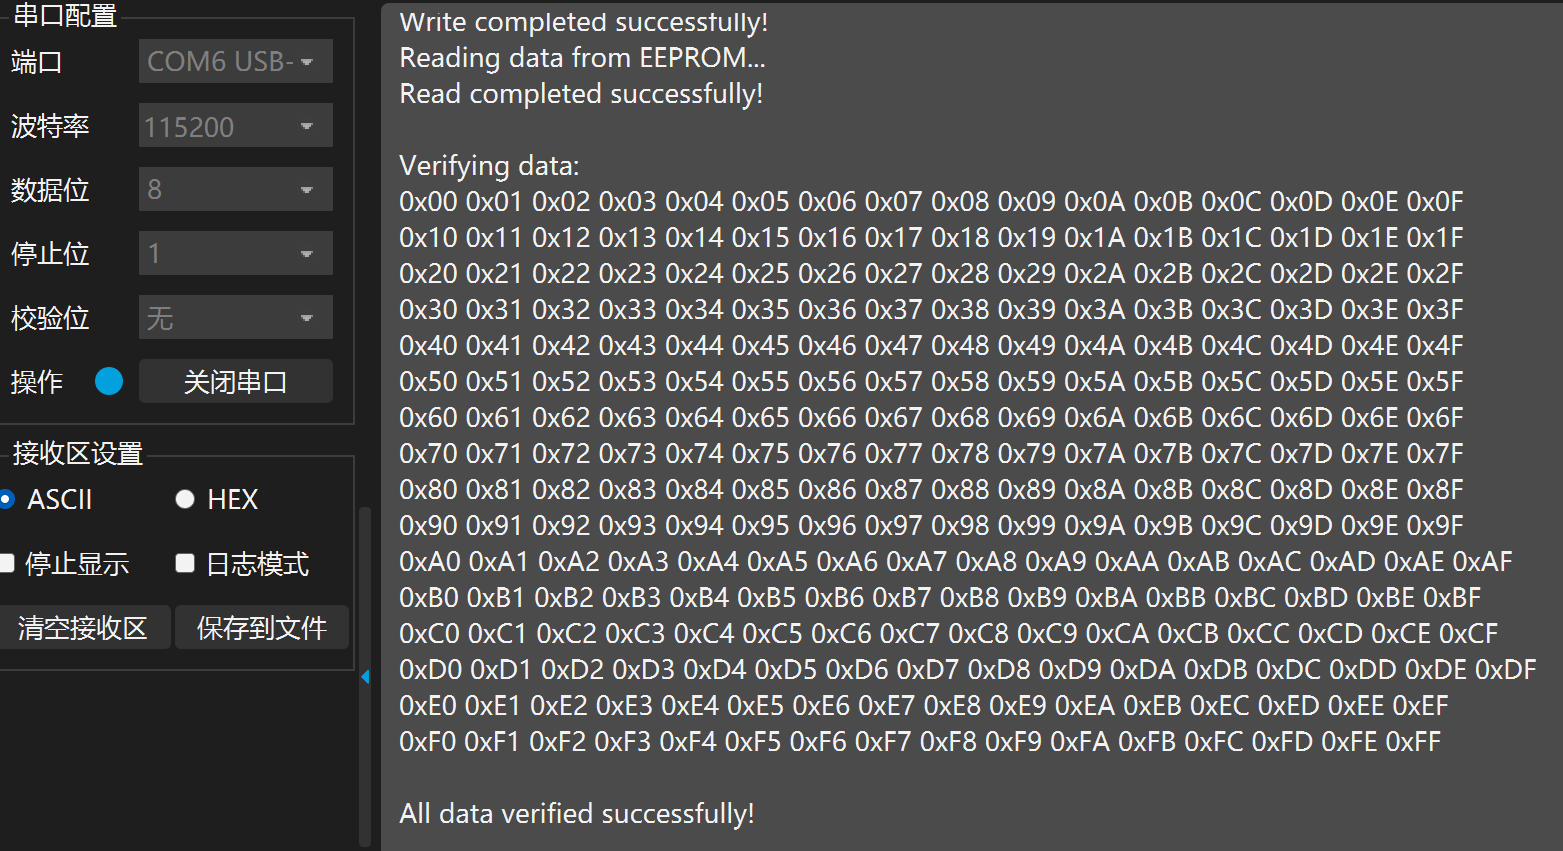 串口配置
端口 COM6 USB-
波特率 115200
数据位 8
停止位 1
校验位 无
操作 关闭串口
接收区设置
ASCII HEX
停止显示 日志模式
清空接收区 保存到文件
Write completed successfully!
Reading data from EEPROM...
Read completed successfully!
Verifying data:
0x00 0x01 0x02 0x03 0x04 0x05 0x06 0x07 0x08 0x09 0x0A 0x0B 0x0C 0x0D 0x0E 0x0F
0x10 0x11 0x12 0x13 0x14 0x15 0x16 0x17 0x18 0x19 0x1A 0x1B 0x1C 0x1D 0x1E 0x1F
0x20 0x21 0x22 0x23 0x24 0x25 0x26 0x27 0x28 0x29 0x2A 0x2B 0x2C 0x2D 0x2E 0x2F
0x30 0x31 0x32 0x33 0x34 0x35 0x36 0x37 0x38 0x39 0x3A 0x3B 0x3C 0x3D 0x3E 0x3F
0x40 0x41 0x42 0x43 0x44 0x45 0x46 0x47 0x48 0x49 0x4A 0x4B 0x4C 0x4D 0x4E 0x4F
0x50 0x51 0x52 0x53 0x54 0x55 0x56 0x57 0x58 0x59 0x5A 0x5B 0x5C 0x5D 0x5E 0x5F
0x60 0x61 0x62 0x63 0x64 0x65 0x66 0x67 0x68 0x69 0x6A 0x6B 0x6C 0x6D 0x6E 0x6F
0x70 0x71 0x72 0x73 0x74 0x75 0x76 0x77 0x78 0x79 0x7A 0x7B 0x7C 0x7D 0x7E 0x7F
0x80 0x81 0x82 0x83 0x84 0x85 0x86 0x87 0x88 0x89 0x8A 0x8B 0x8C 0x8D 0x8E 0x8F
0x90 0x91 0x92 0x93 0x94 0x95 0x96 0x97 0x98 0x99 0x9A 0x9B 0x9C 0x9D 0x9E 0x9F
0xA0 0xA1 0xA2 0xA3 0xA4 0xA5 0xA6 0xA7 0xA8 0xA9 0xAA 0xAB 0xAC 0xAD 0xAE 0xAF
0xB0 0xB1 0xB2 0xB3 0xB4 0xB5 0xB6 0xB7 0xB8 0xB9 0xBA 0xBB 0xBC 0xBD 0xBE 0xBF
0xC0 0xC1 0xC2 0xC3 0xC4 0xC5 0xC6 0xC7 0xC8 0xC9 0xCA 0xCB 0xCC 0xCD 0xCE 0xCF
0xD0 0xD1 0xD2 0xD3 0xD4 0xD5 0xD6 0xD7 0xD8 0xD9 0xDA 0xDB 0xDC 0xDD 0xDE 0xDF
0xE0 0xE1 0xE2 0xE3 0xE4 0xE5 0xE6 0xE7 0xE8 0xE9 0xEA 0xEB 0xEC 0xED 0xEE 0xEF
0xF0 0xF1 0xF2 0xF3 0xF4 0xF5 0xF6 0xF7 0xF8 0xF9 0xFA 0xFB 0xFC 0xFD 0xFE 0xFF
All data verified successfully!